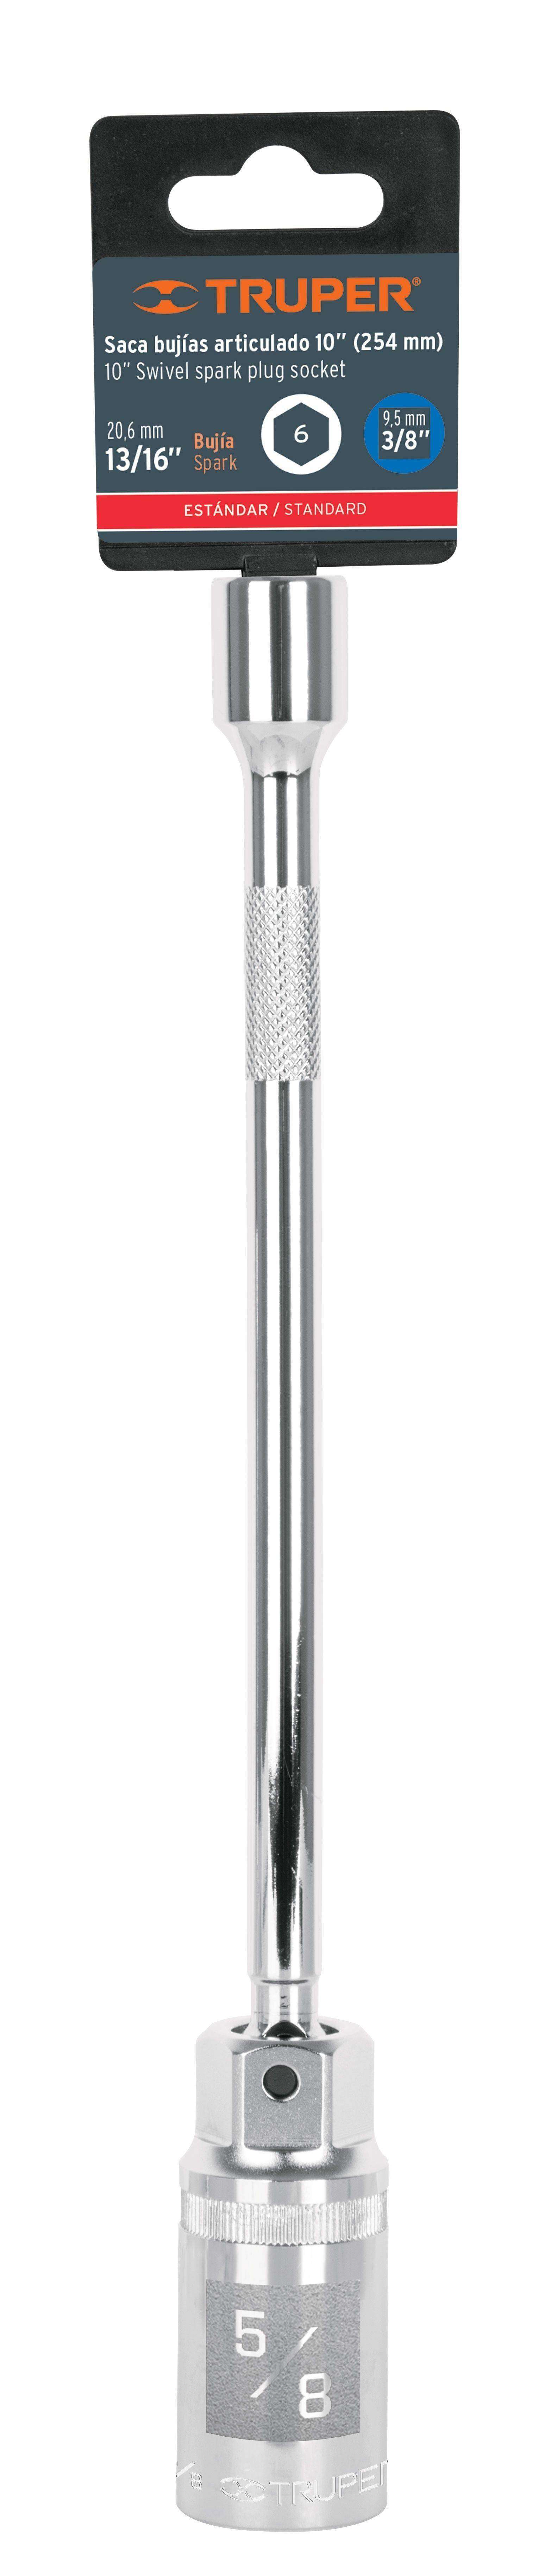 TRUPER®
Saca bujías articulado 10" (254 mm)
10" Swivel spark plug socket
20,6 mm
13/16"
Bujía
Spark
6
9,5 mm
3/8"
ESTÁNDAR / STANDARD
5/8
/8 TRUPER